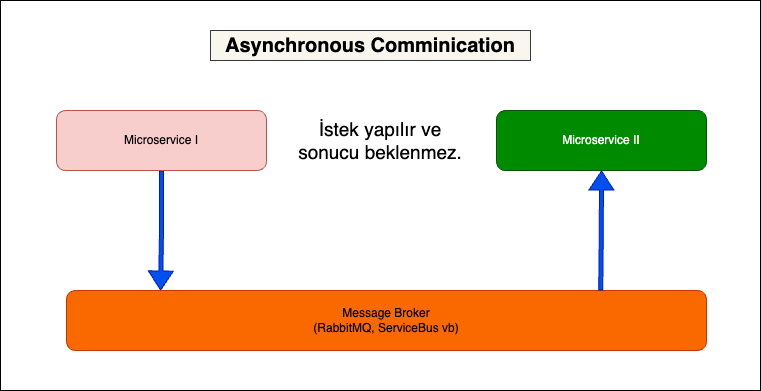 Asynchronous Comminication
Microservice I
İstek yapılır ve
sonucu beklenmez.
Microservice II
Message Broker
(RabbitMQ, ServiceBus vb)